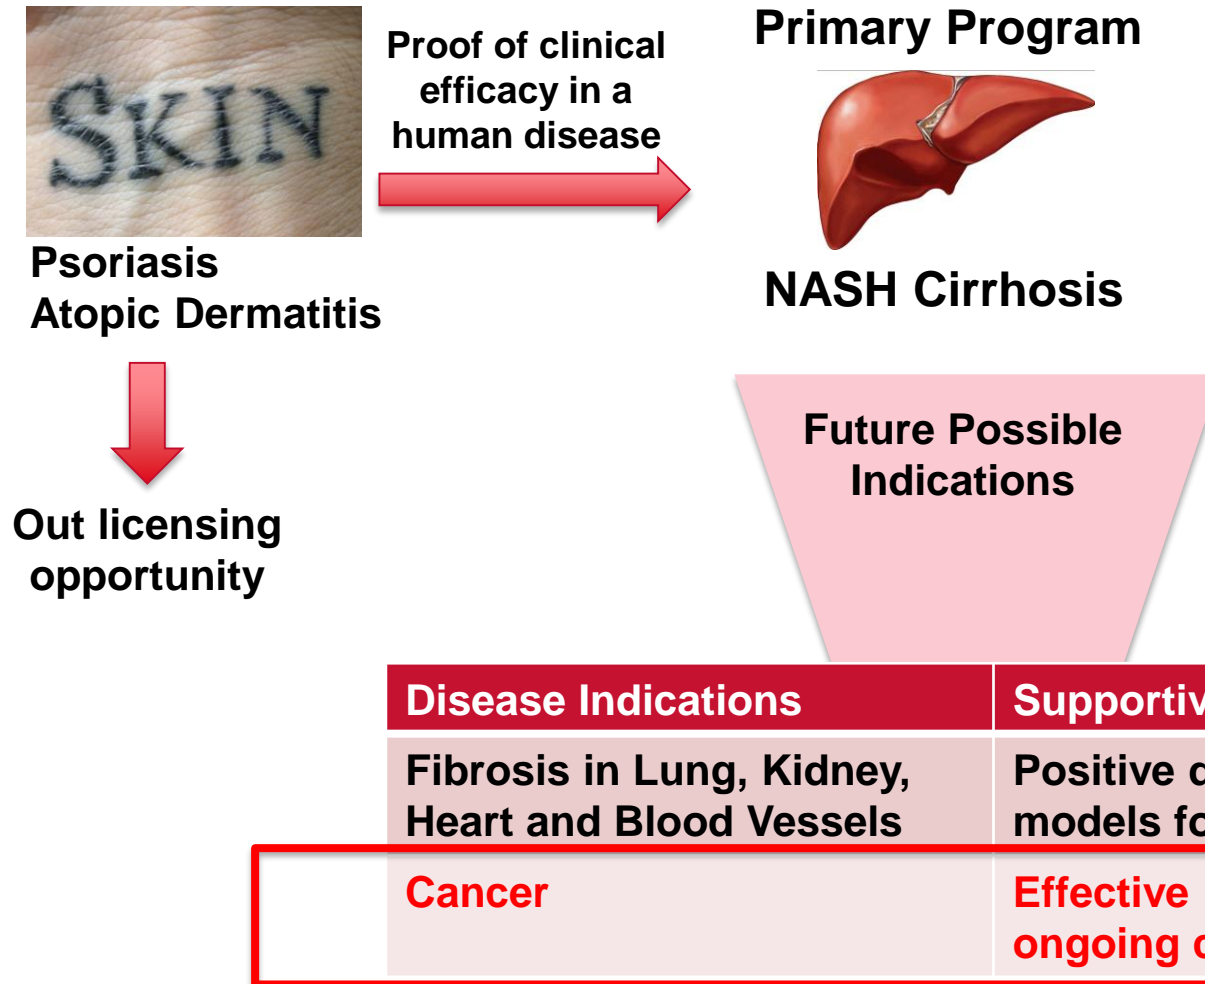 SKIN
Proof of clinical
efficacy in a
human disease
Primary Program
Psoriasis
Atopic Dermatitis
NASH Cirrhosis
Out licensing
opportunity
Future Possible
Indications
Disease Indications
Fibrosis in Lung, Kidney,
Heart and Blood Vessels
Positive
models
Cancer
Effective
ongoing